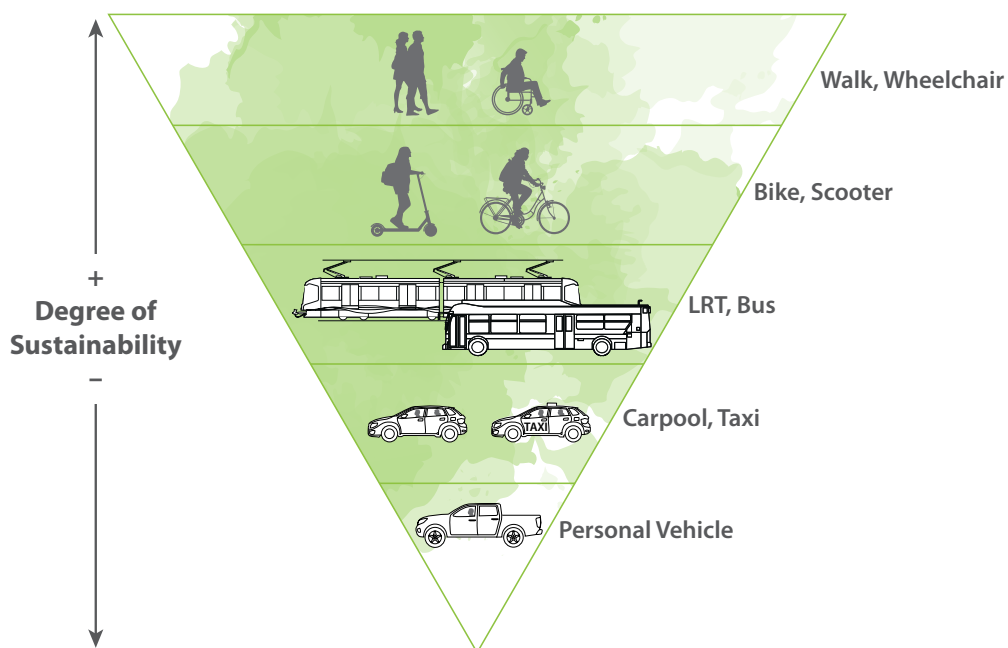 Walk, Wheelchair
Bike, Scooter
+
Degree of
Sustainability
–
LRT, Bus
Carpool, Taxi
TAXI
Personal Vehicle